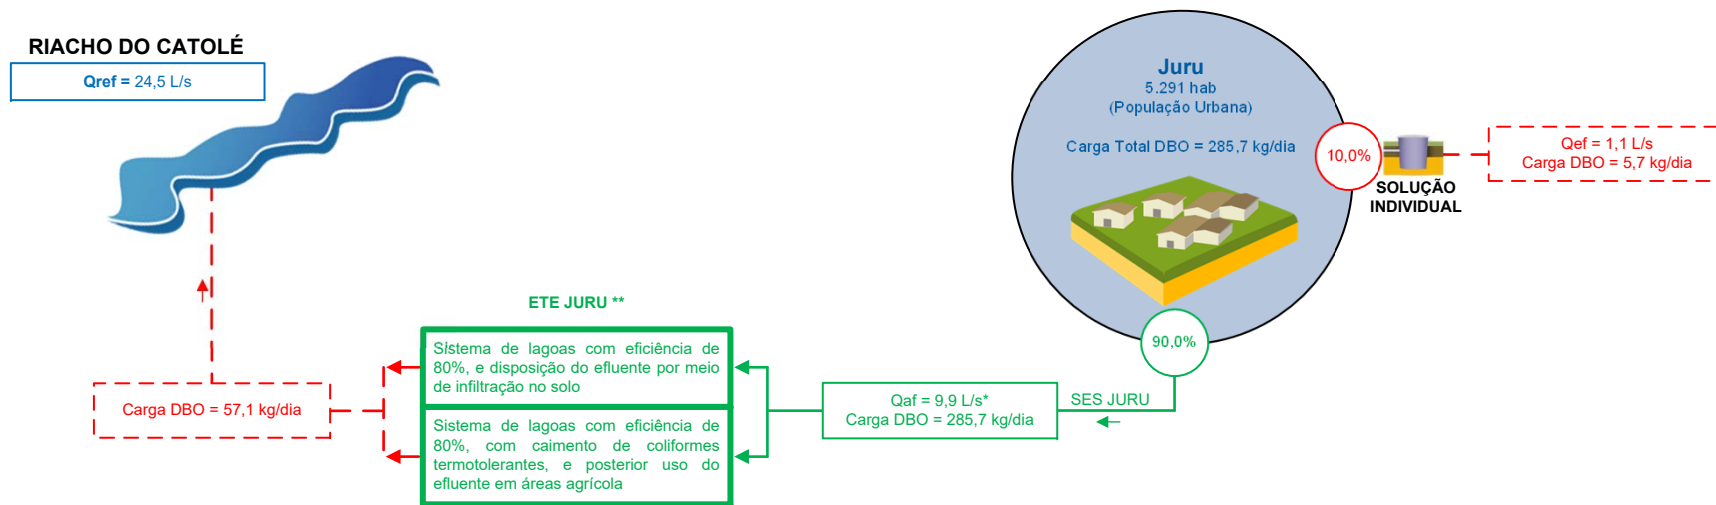 RIACHO DO CATOLÉ
Qref = 24,5 L/s
Juru
5.291 hab
(População Urbana)
Carga Total DBO = 285,7 kg/dia
10,0%
SOLUÇÃO
INDIVIDUAL
Qef = 1,1 L/s
Carga DBO = 5,7 kg/dia
90,0%
SES JURU
Qaf = 9,9 L/s*
Carga DBO = 285,7 kg/dia
ETE JURU **
Sistema de lagoas com eficiência de
80%, e disposição do efluente por meio
de infiltração no solo
Sistema de lagoas com eficiência de
80%, com caimento de coliformes
termotolerantes, e posterior uso do
efluente em áreas agrícola
Carga DBO = 57,1 kg/dia